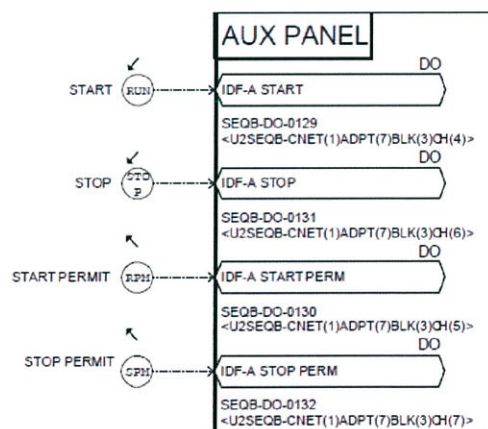 AUX PANEL
DO
START RUN IDF-A START
SEQB-DO-0129
<U2SEQB-CNET(1)ADPT(7)BLK(3)CH(4)>
DO
STOP STOP IDF-A STOP
SEQB-DO-0131
<U2SEQB-CNET(1)ADPT(7)BLK(3)CH(6)>
DO
START PERMIT RPM IDF-A START PERM
SEQB-DO-0130
<U2SEQB-CNET(1)ADPT(7)BLK(3)CH(5)>
DO
STOP PERMIT SPM IDF-A STOP PERM
SEQB-DO-0132
<U2SEQB-CNET(1)ADPT(7)BLK(3)CH(7)>